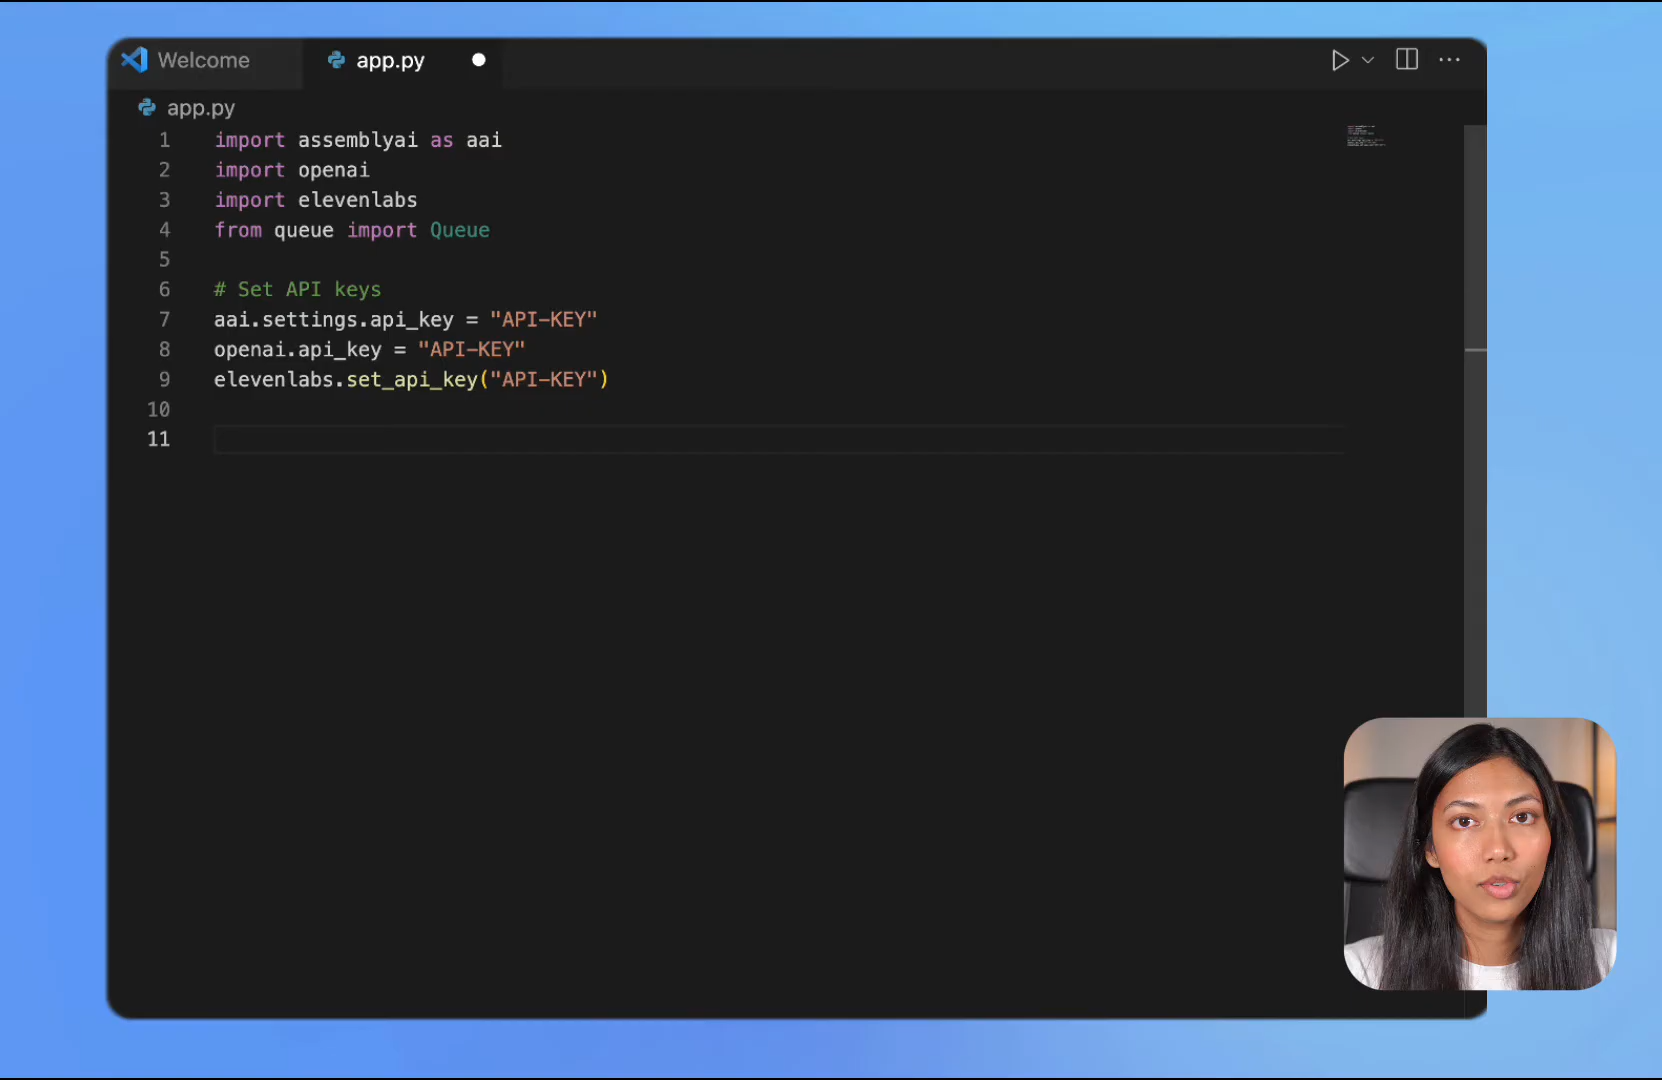 Welcome
app.py
app.py
1 import assemblyai as aai
2 import openai
3 import elevenlabs
4 from queue import Queue
5
6 # Set API keys
7 aai.settings.api_key = "API-KEY"
8 openai.api_key = "API-KEY"
9 elevenlabs.set_api_key("API-KEY")
10
11